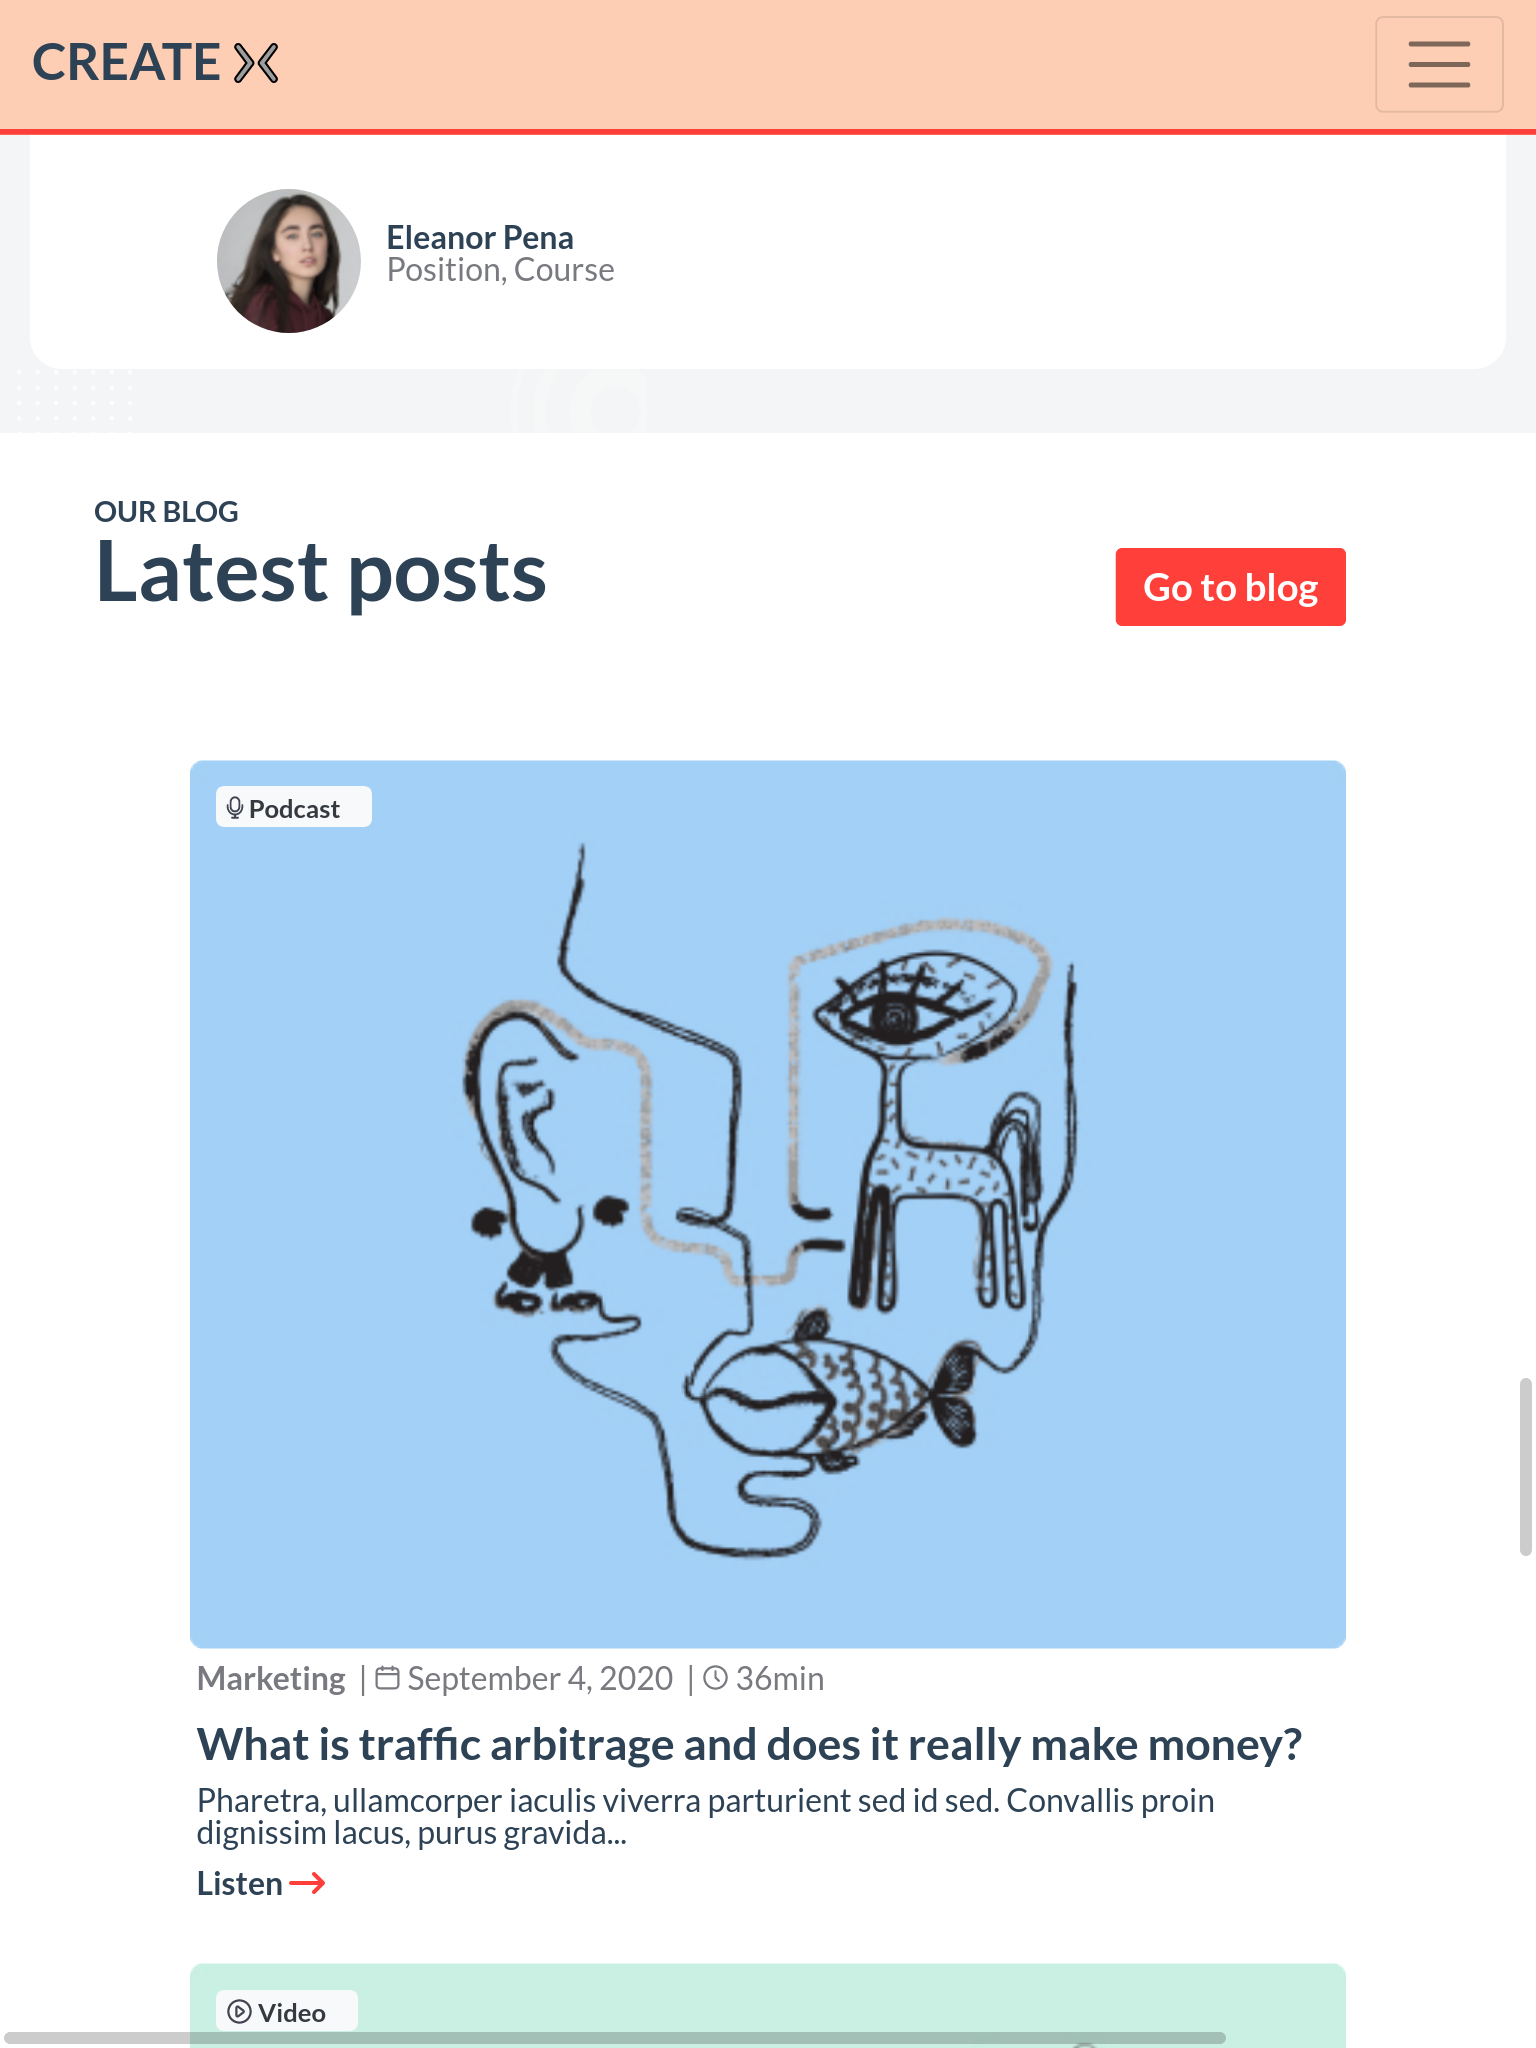 CREATE
Eleanor Pena
Position, Course
OUR BLOG
Latest posts
Go to blog
Podcast
Marketing | September 4, 2020 | 36min
What is traffic arbitrage and does it really make money?
Pharetra, ullamcorper iaculis viverra parturient sed id sed. Convallis proin
dignissim lacus, purus gravida...
Listen
Video